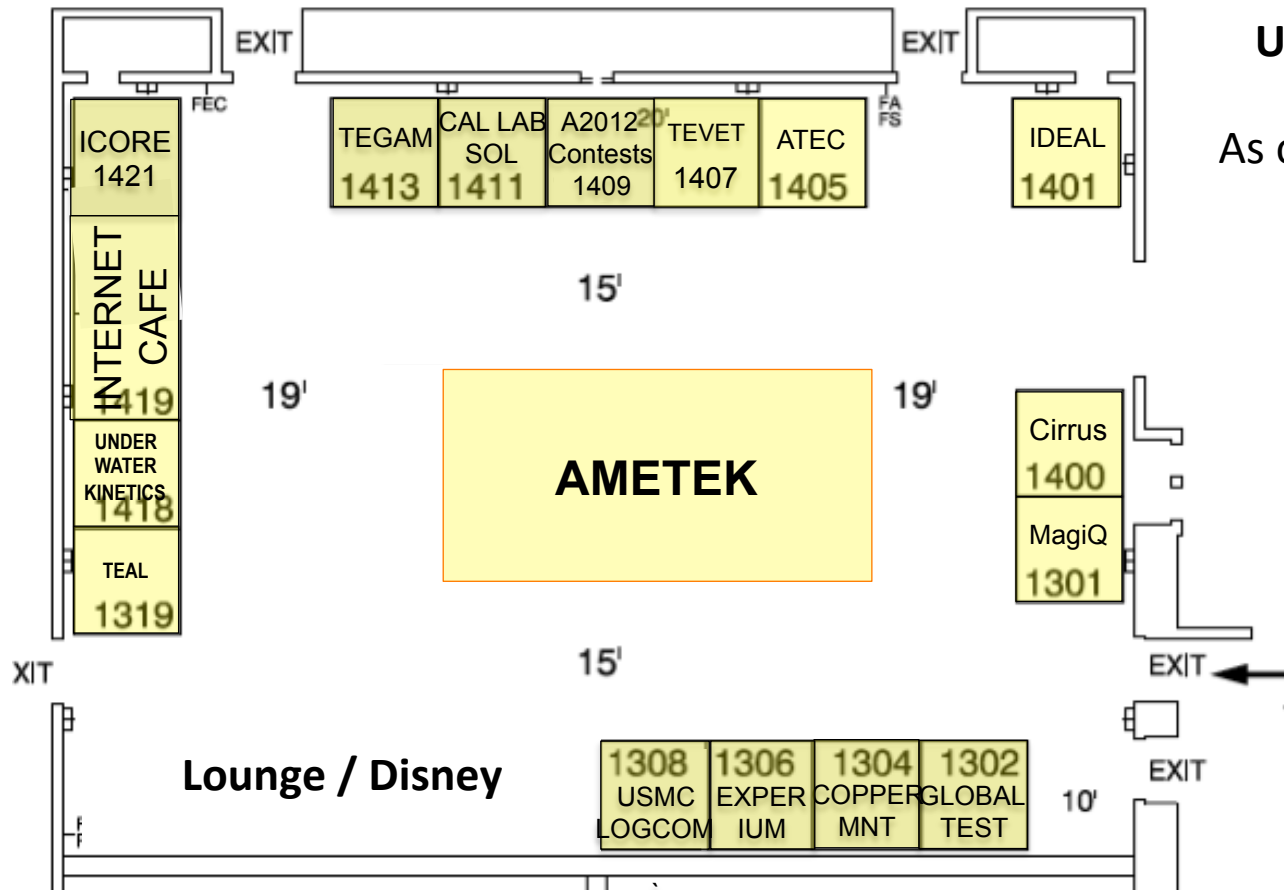 U
EXIT
EXIT
As
FEC
FA
FS
ICORE
1421
TEGAM
1413
CAL LAB
SOL
1411
A2012
Contests
1409
20'
TEVET
1407
ATEC
1405
IDEAL
1401
INTERNET
CAFE
1419
15'
19'
19'
AMETEK
Cirrus
1400
UNDER
WATER
KINETICS
1418
MagiQ
1301
TEAL
1319
XIT
15'
EXIT
Lounge / Disney
1308
USMC
LOGCOM
1306
EXPER
IUM
1304
COPPER
MNT
1302
GLOBAL
TEST
10'
EXIT